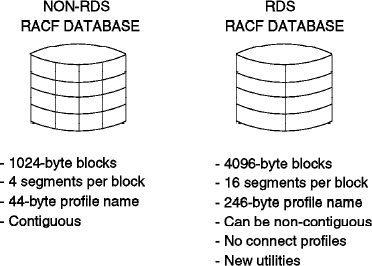 NON-RDS
RACF DATABASE
- 1024-byte blocks
- 4 segments per block
- 44-byte profile name
- Contiguous
RDS
RACF DATABASE
- 4096-byte blocks
- 16 segments per block
- 246-byte profile name
- Can be non-contiguous
- No connect profiles
- New utilities